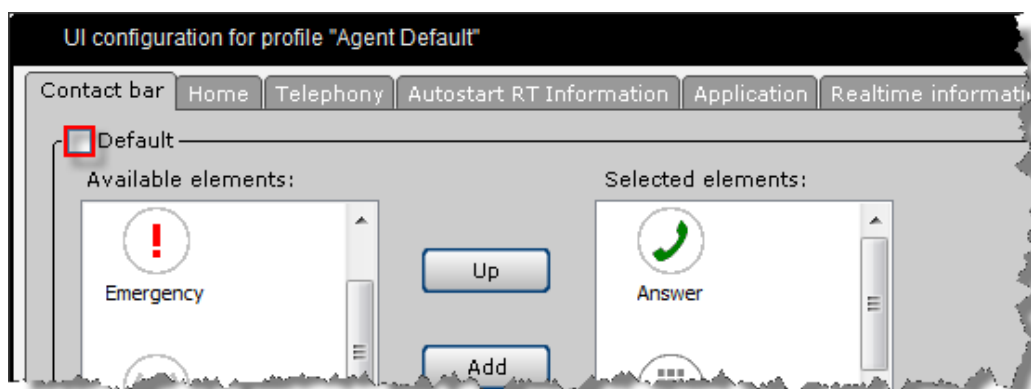 UI configuration for profile "Agent Default"
Contact bar Home Telephony Autostart RT Information Application Realtime informati
Default
Available elements: Selected elements:
Up
Emergency Answer
Add